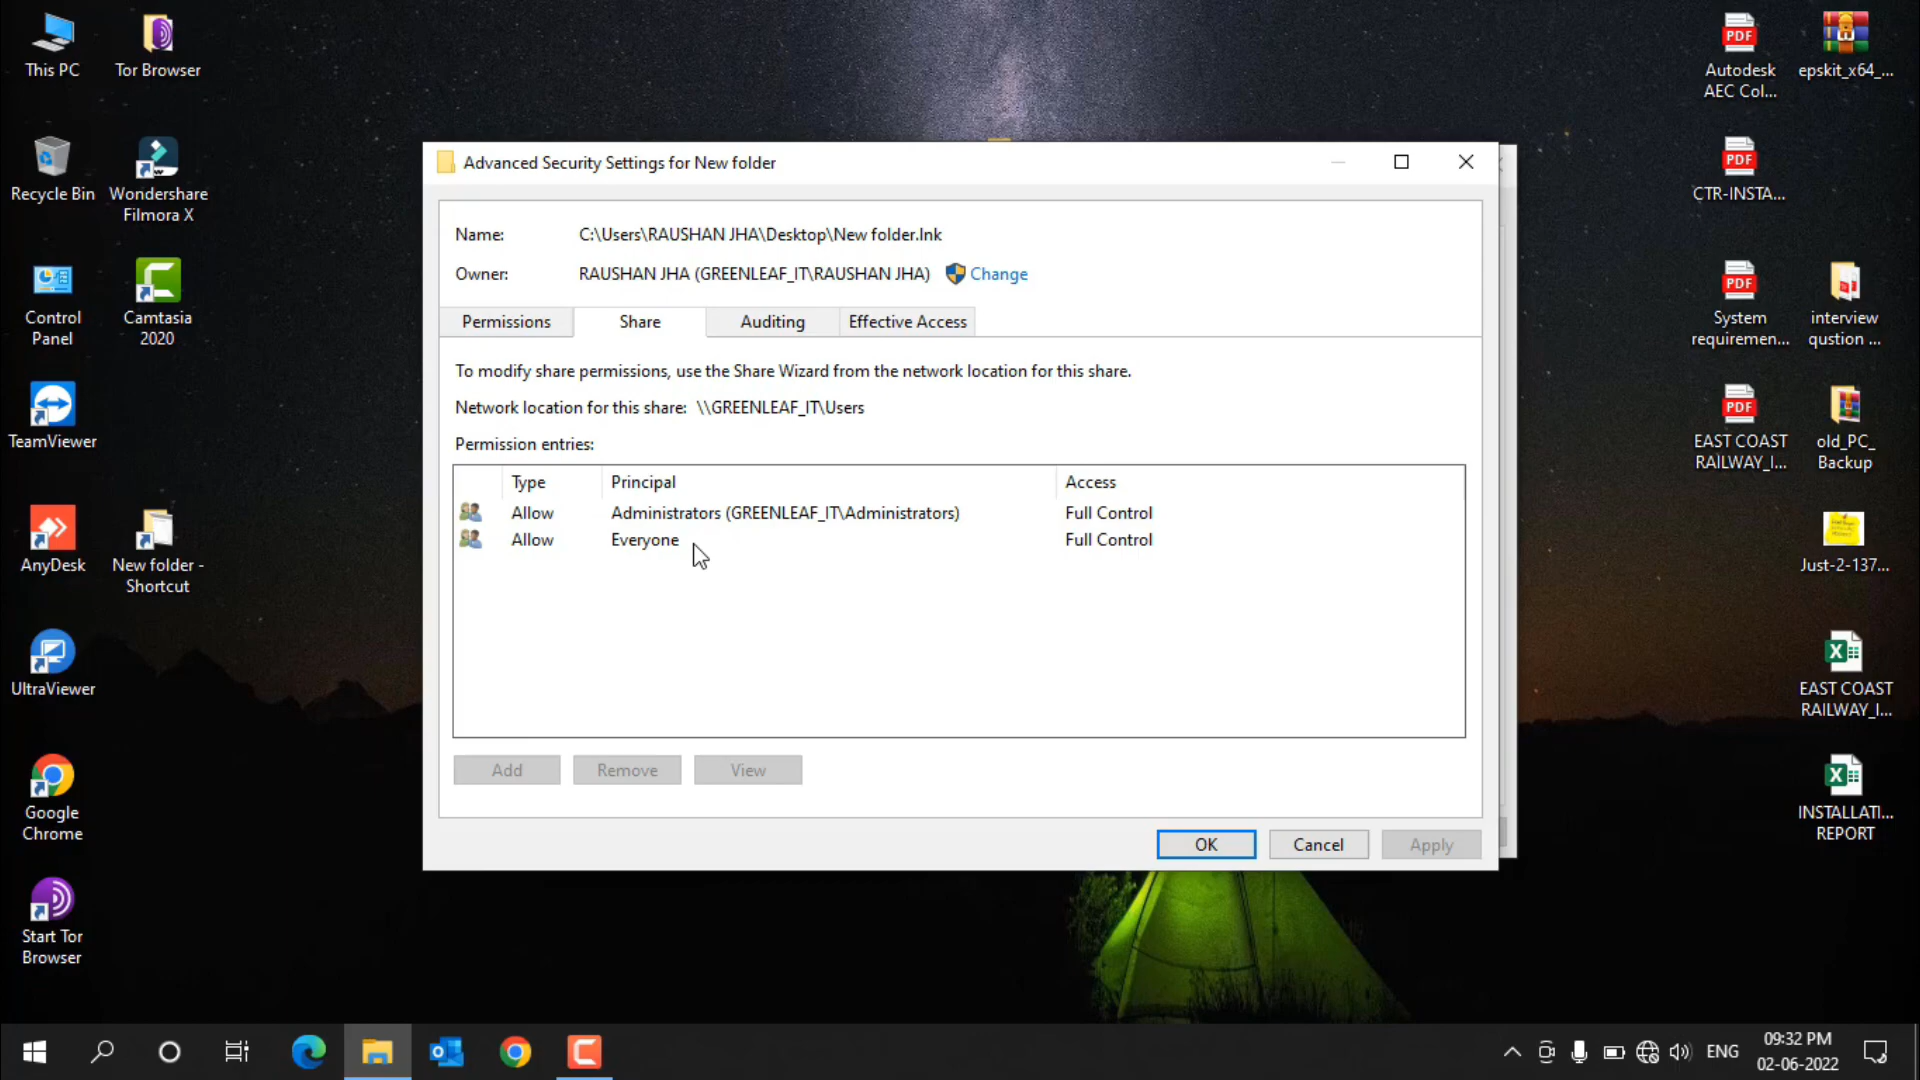 This PC
Tor Browser
Recycle Bin
Wondershare
Filmora X
Control
Panel
Camtasia
2020
TeamViewer
AnyDesk
New folder -
Shortcut
UltraViewer
Google
Chrome
Start Tor
Browser
Advanced Security Settings for New folder
Name: C:\Users\RAUSHAN JHA\Desktop\New folder.lnk
Owner: RAUSHAN JHA (GREENLEAF_IT\RAUSHAN JHA) Change
Permissions Share Auditing Effective Access
To modify share permissions, use the Share Wizard from the network location for this share.
Network location for this share: \\GREENLEAF_IT\Users
Permission entries:
Type Principal Access
Allow Administrators (GREENLEAF_IT\Administrators) Full Control
Allow Everyone Full Control
Add Remove View
OK Cancel Apply
PDF
Autodesk
AEC Col...
epskit_x64_...
PDF
CTR-INSTA...
PDF
System
requiremen...
interview
qustion ...
PDF
EAST COAST
RAILWAY_I...
old_PC_
Backup
Just-2-137...
EAST COAST
RAILWAY_I...
INSTALLATI...
REPORT
ENG
09:32 PM
02-06-2022